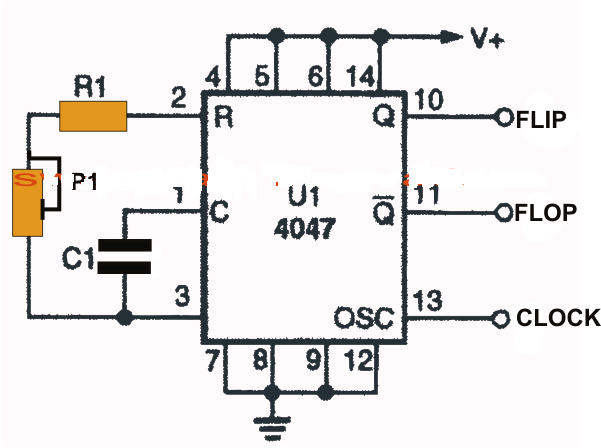 V+
4 5 6 14
R1 2 R Q 10 FLIP
P1
1 C U1 Q̅ 11 FLOP
4047
C1
3 OSC 13 CLOCK
7 8 9 12